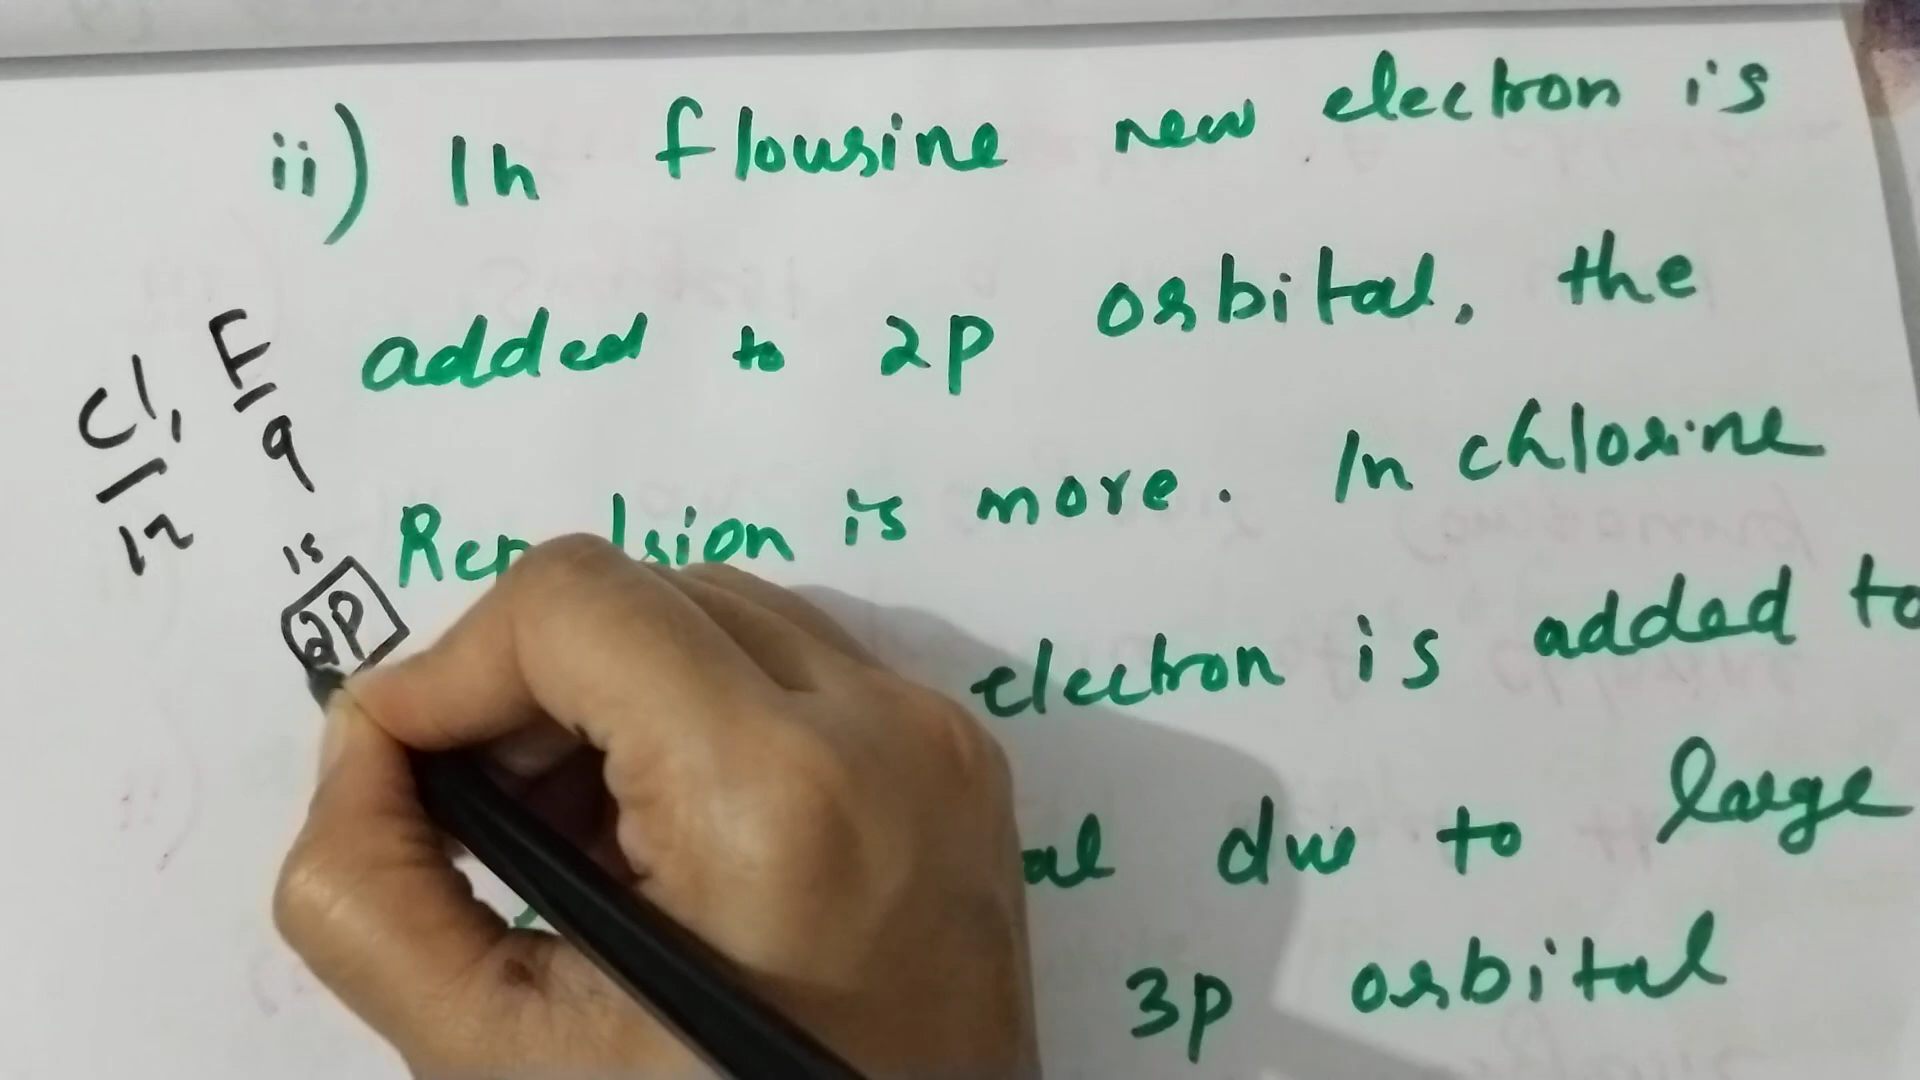 ii) In flousine new electron is
added to 2p orbital, the
Cl, F
17 9
is more. In chlorine
1s
2P
electron is added to
due to large
3p orbital